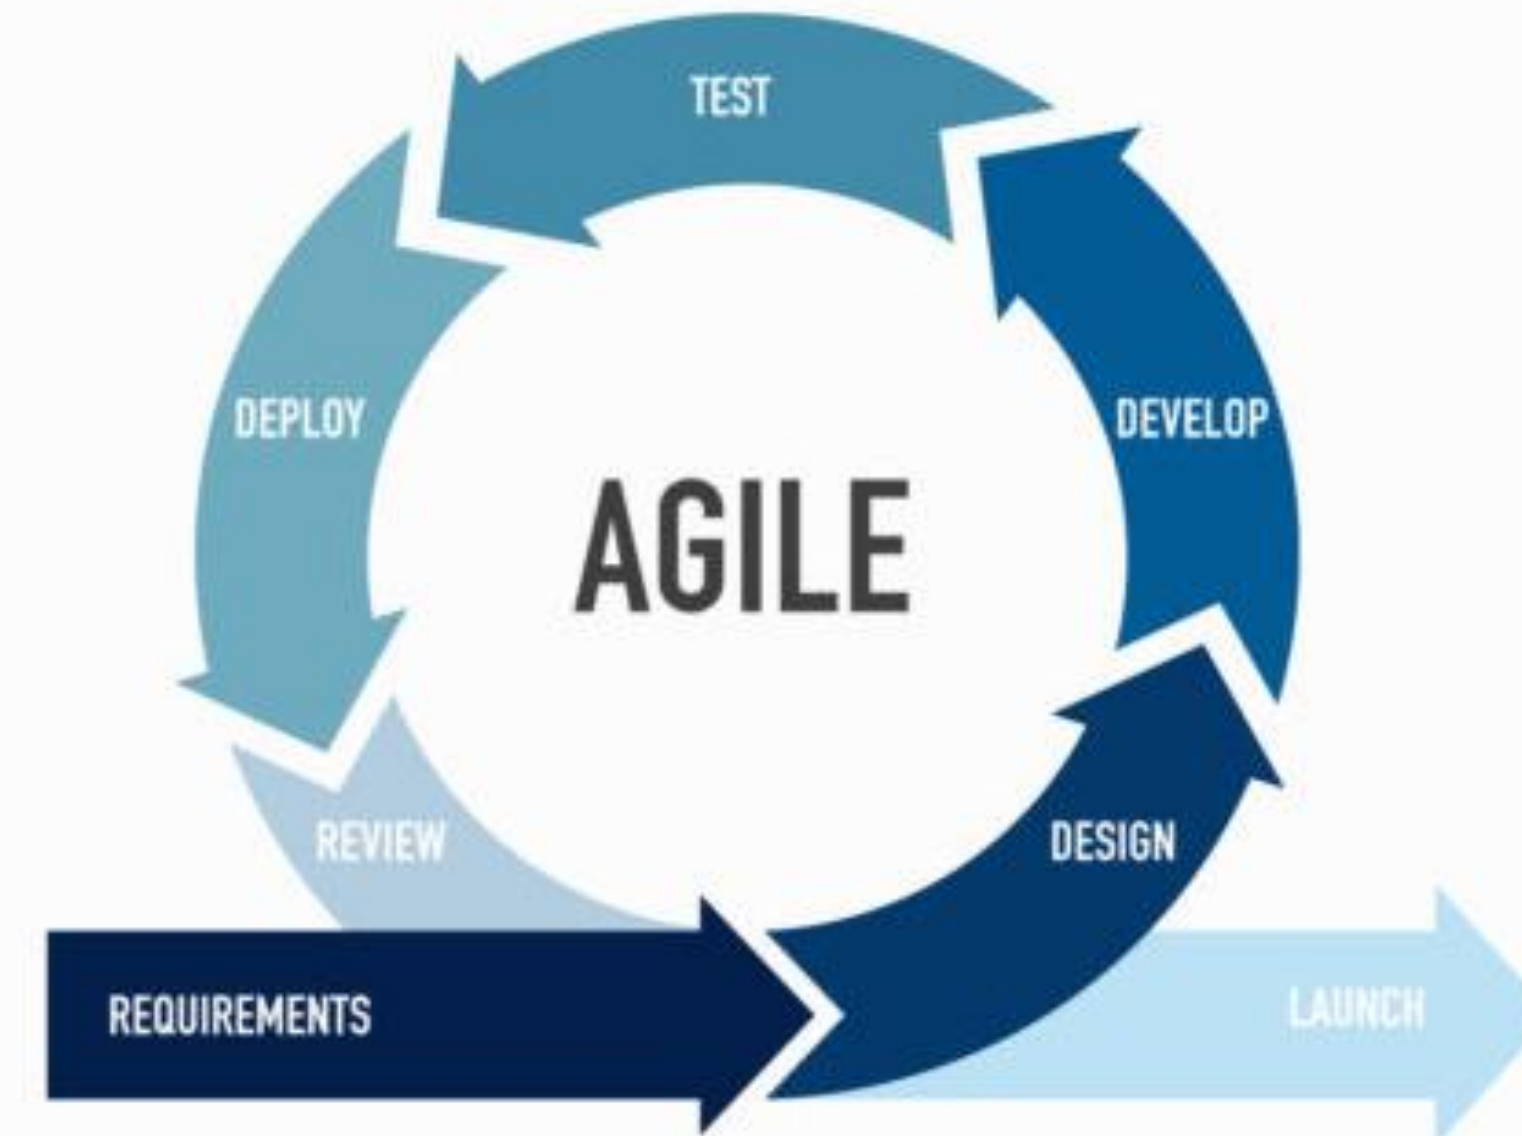 TEST
DEPLOY
DEVELOP
AGILE
REVIEW
DESIGN
REQUIREMENTS
LAUNCH